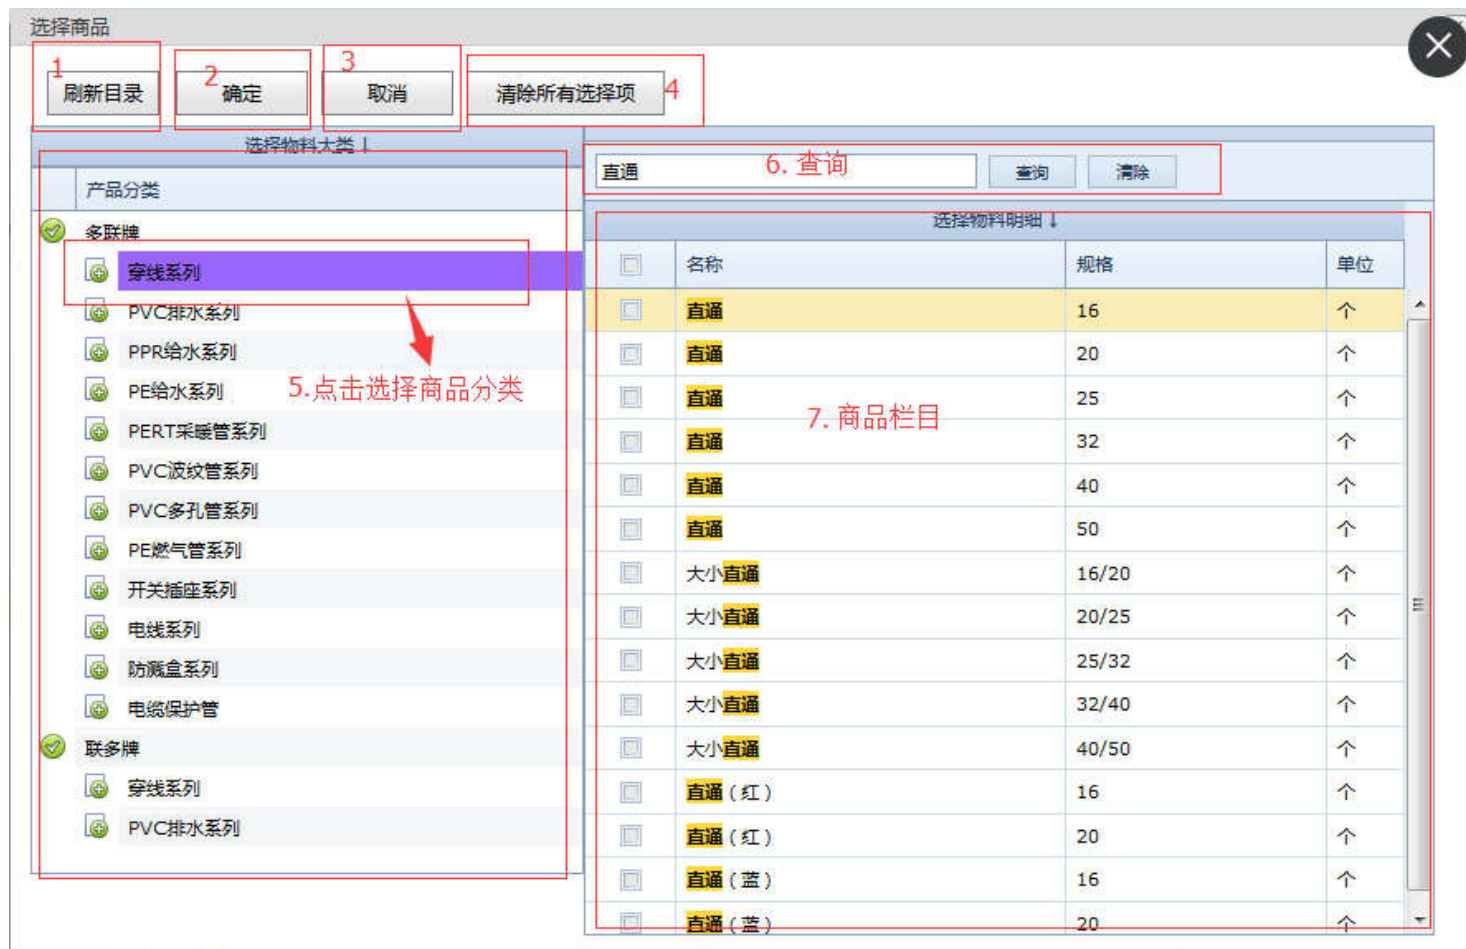 选择商品
1
刷新目录
2
确定
3
取消
清除所有选择项
4
选择物料大类↓
产品分类
多联牌
穿线系列
PVC排水系列
PPR给水系列
PE给水系列
5.点击选择商品分类
PERT采暖管系列
PVC波纹管系列
PVC多孔管系列
PE燃气管系列
开关插座系列
电线系列
防溅盒系列
电缆保护管
联多牌
穿线系列
PVC排水系列
直通
6. 查询
查询
清除
选择物料明细↓
名称 规格 单位
直通 16 个
直通 20 个
直通 25 个
7. 商品栏目
直通 32 个
直通 40 个
直通 50 个
大小直通 16/20 个
大小直通 20/25 个
大小直通 25/32 个
大小直通 32/40 个
大小直通 40/50 个
直通(红) 16 个
直通(红) 20 个
直通(蓝) 16 个
直通(蓝) 20 个